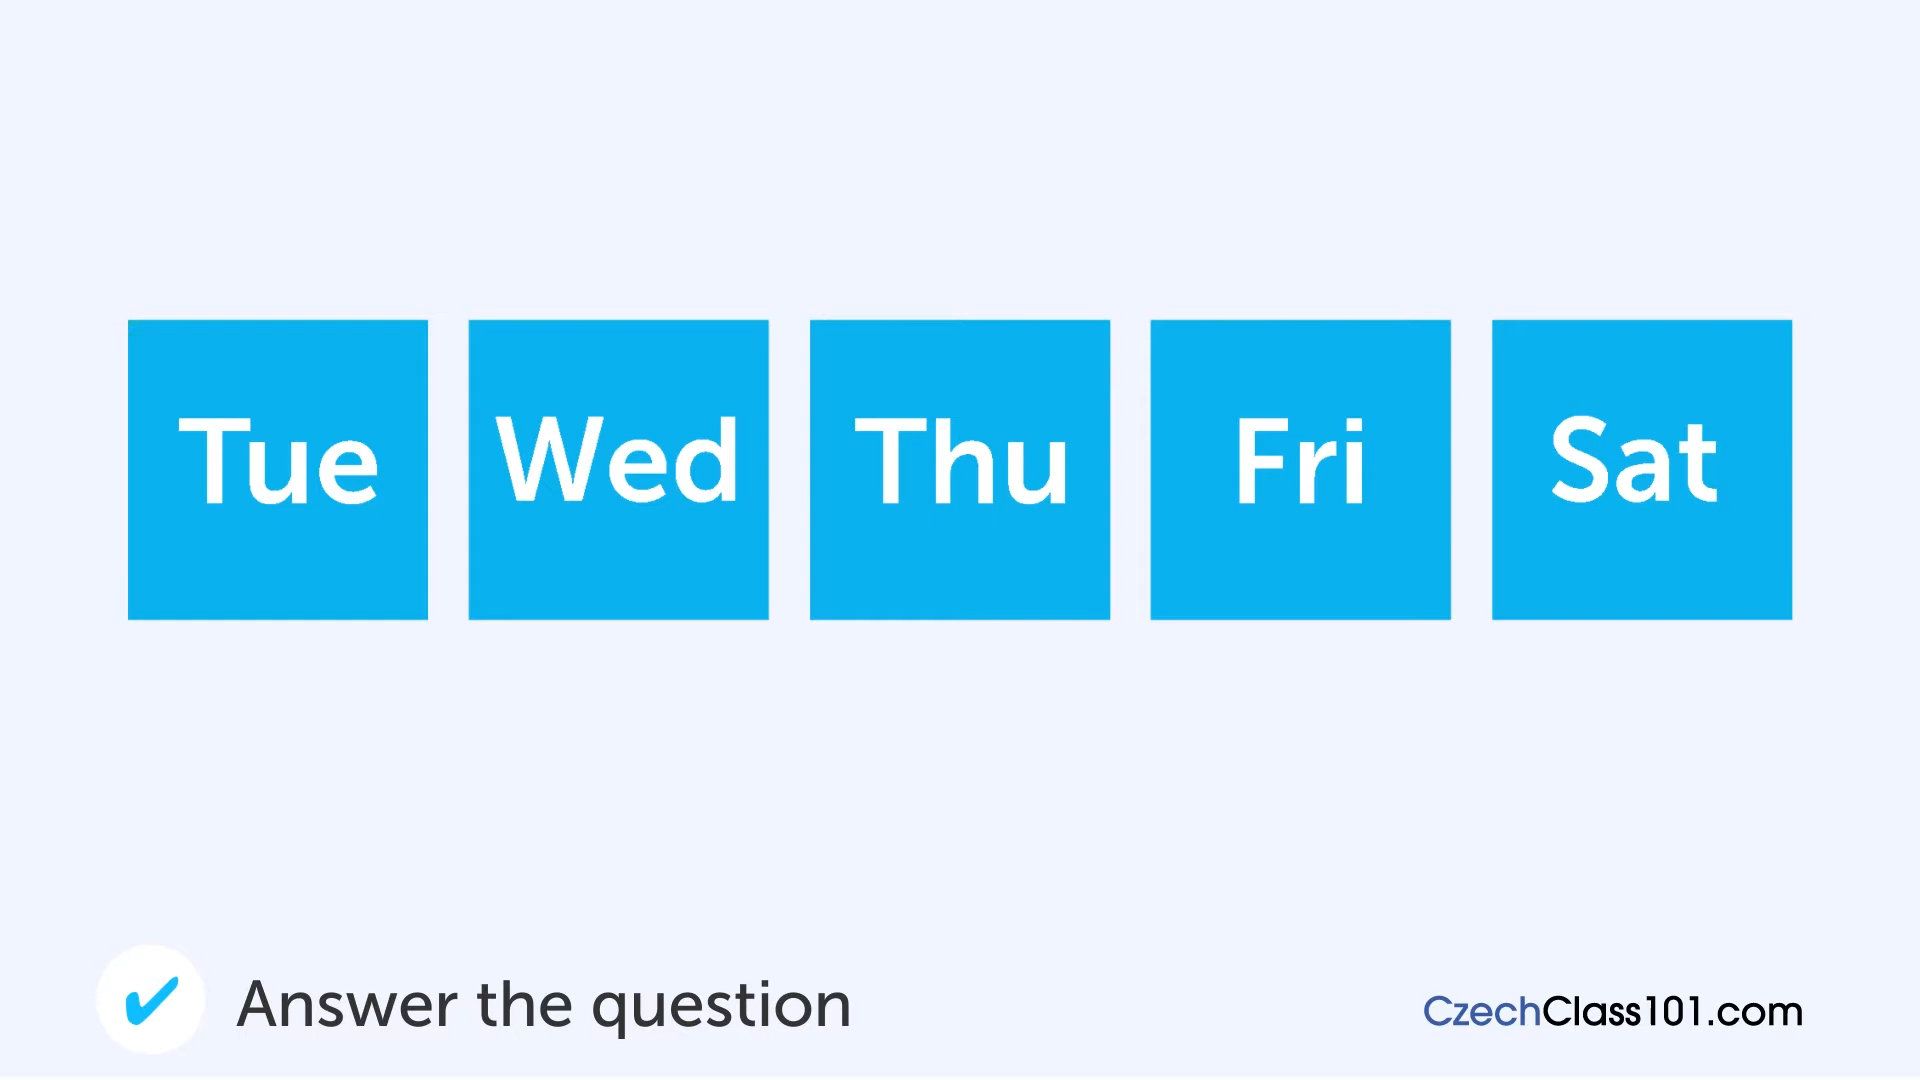 Tue Wed Thu Fri Sat
✔ Answer the question
CzechClass101.com